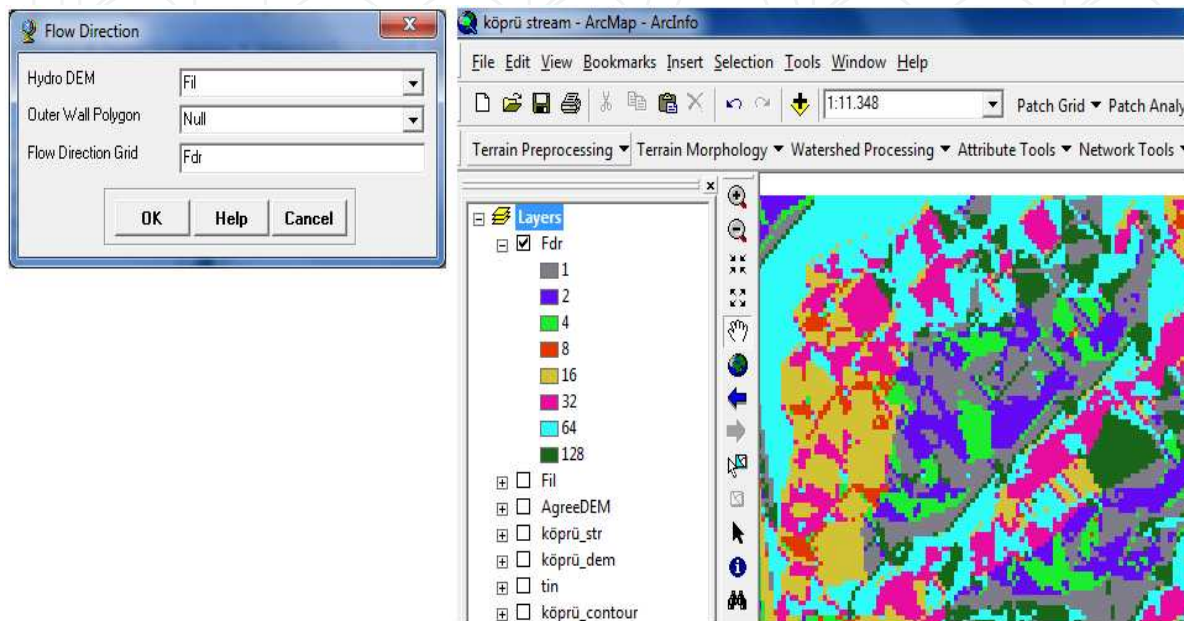 Flow Direction
Hydro DEM
Fil
Outer Wall Polygon
Null
Flow Direction Grid
Fdr
OK Help Cancel
köprü stream - ArcMap - ArcInfo
File Edit View Bookmarks Insert Selection Tools Window Help
1:11.348
Patch Grid Patch Analy
Terrain Preprocessing Terrain Morphology Watershed Processing Attribute Tools Network Tools
Layers
Fdr
1
2
4
8
16
32
64
128
Fil
AgreeDEM
köprü_str
köprü_dem
tin
köprü_contour